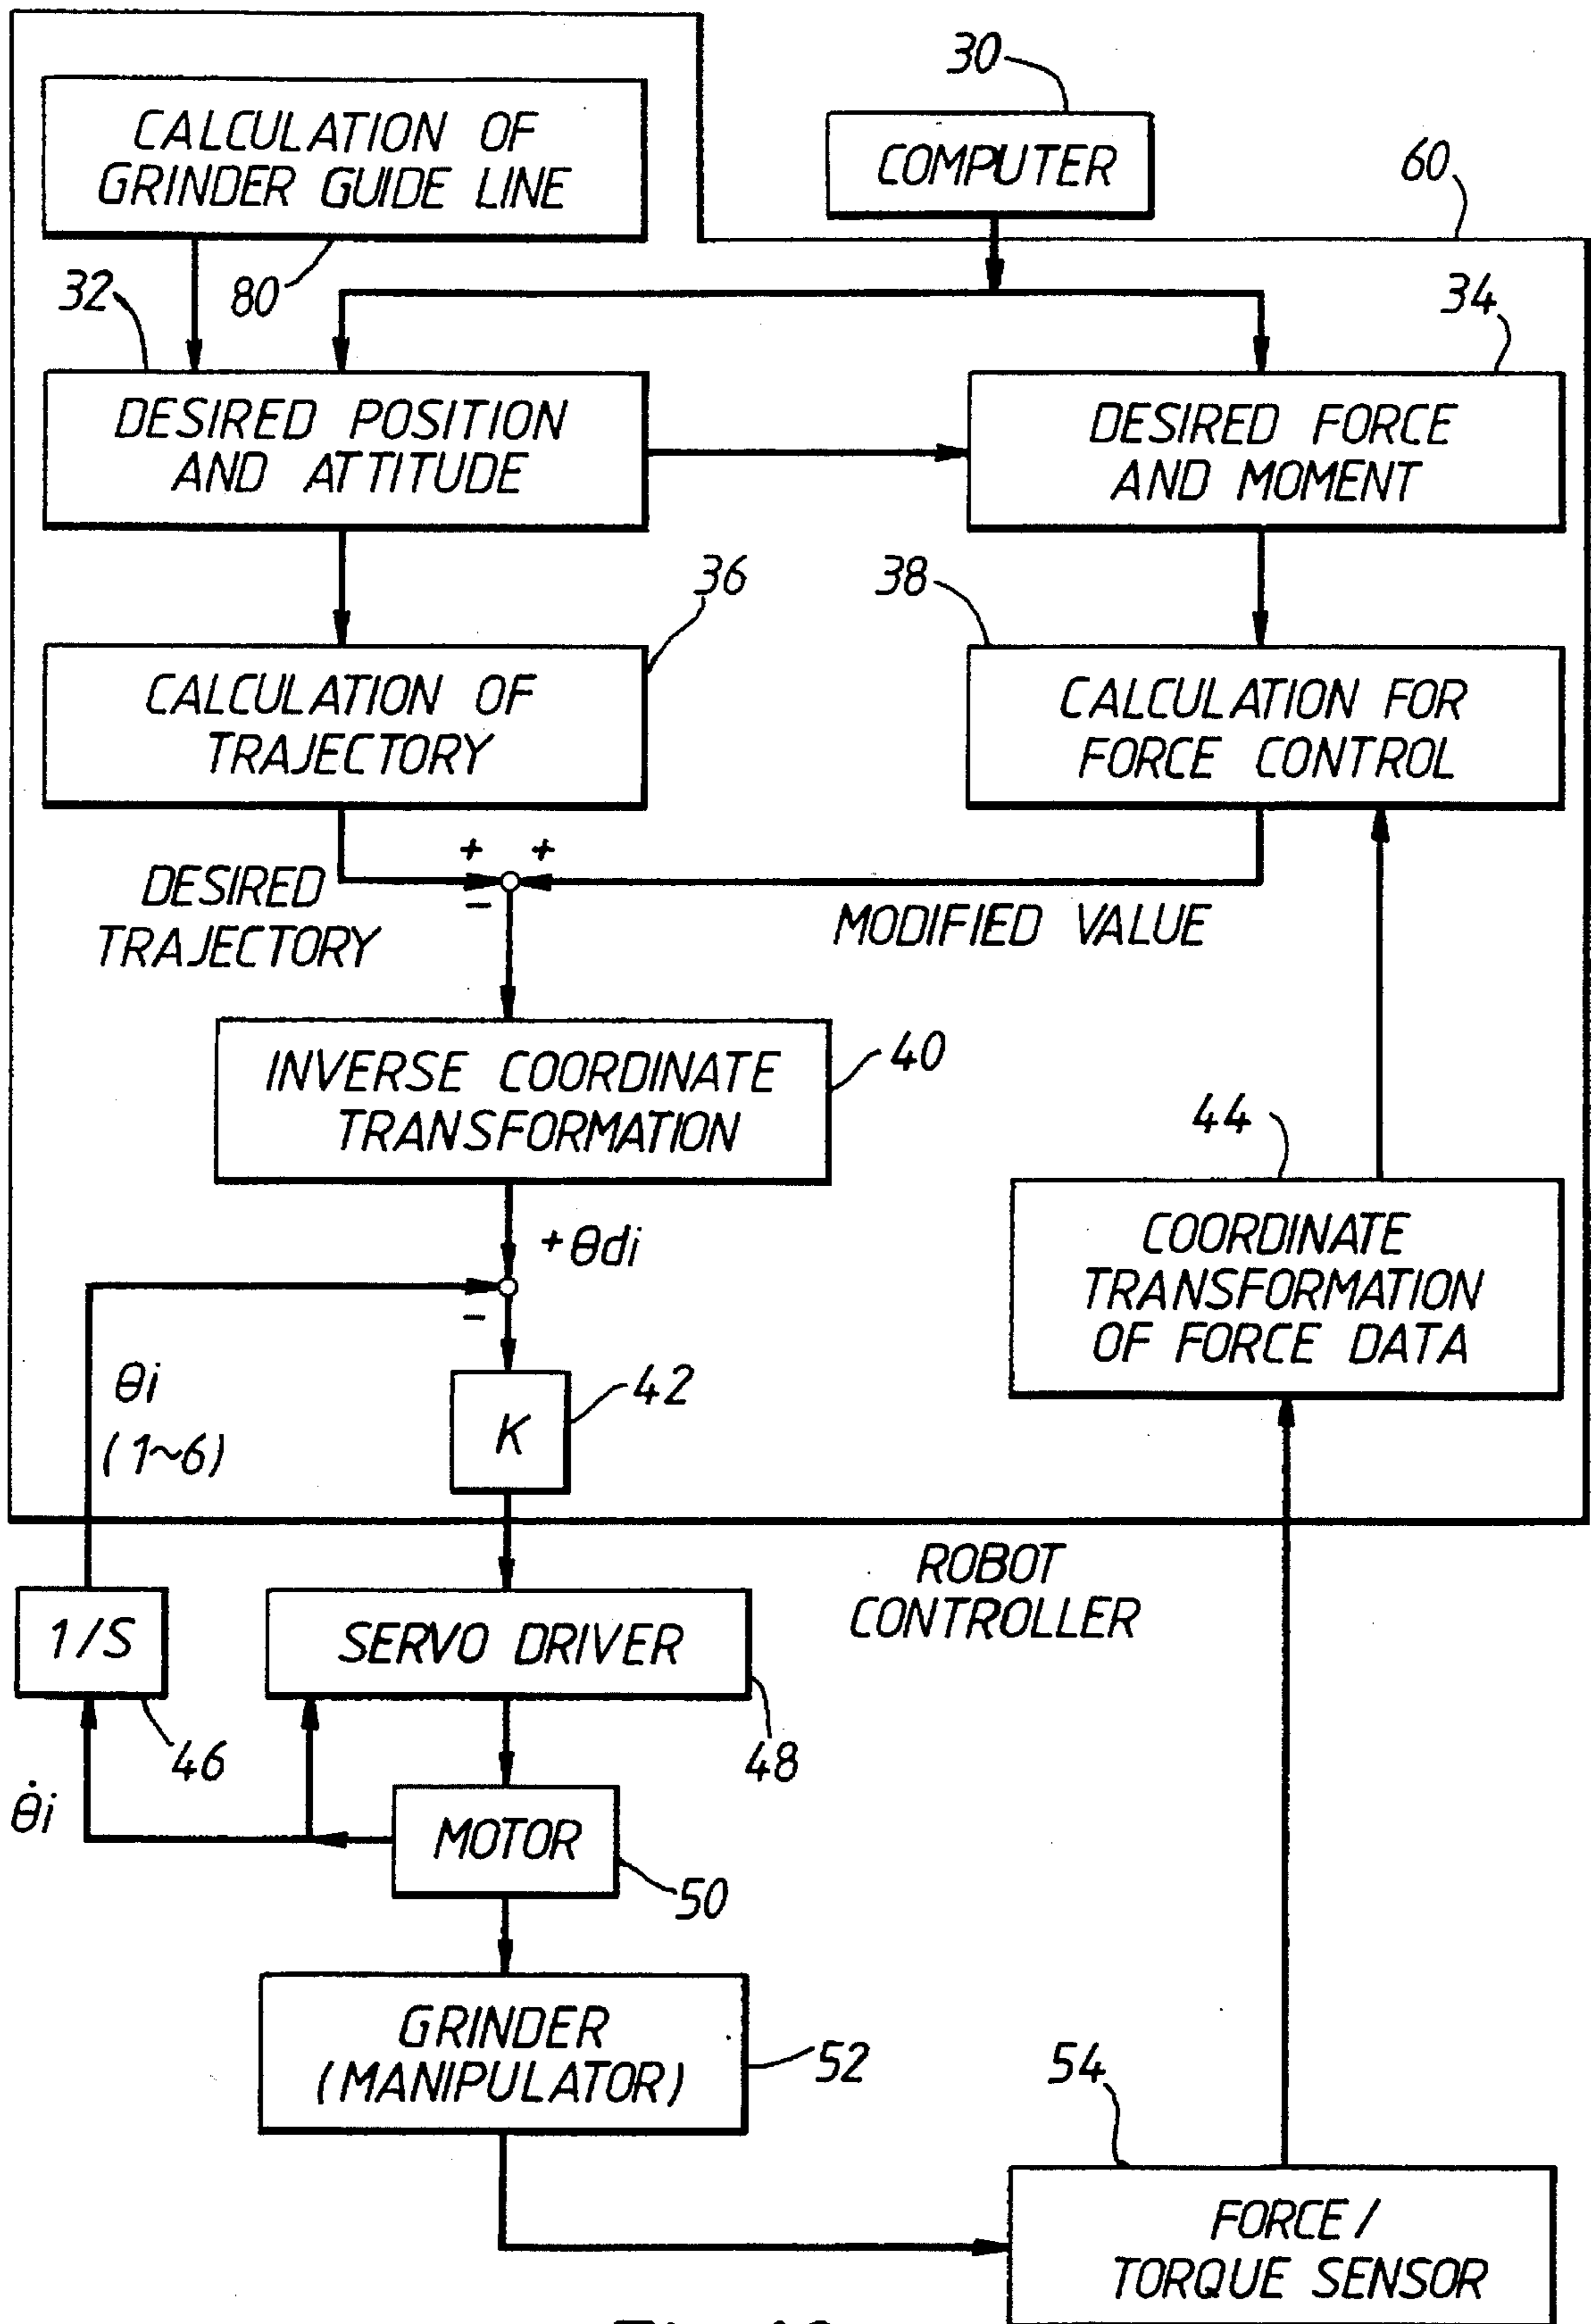 30
CALCULATION OF
GRINDER GUIDE LINE
COMPUTER
60
32
80
34
DESIRED POSITION
AND ATTITUDE
DESIRED FORCE
AND MOMENT
36
38
CALCULATION OF
TRAJECTORY
CALCULATION FOR
FORCE CONTROL
+ +
−
DESIRED
TRAJECTORY
MODIFIED VALUE
INVERSE COORDINATE
TRANSFORMATION
40
44
COORDINATE
TRANSFORMATION
OF FORCE DATA
+θdi
−
θi
(1~6)
K
42
ROBOT
CONTROLLER
1/S
SERVO DRIVER
46
48
θ̇i
MOTOR
50
GRINDER
(MANIPULATOR)
52
54
FORCE/
TORQUE SENSOR